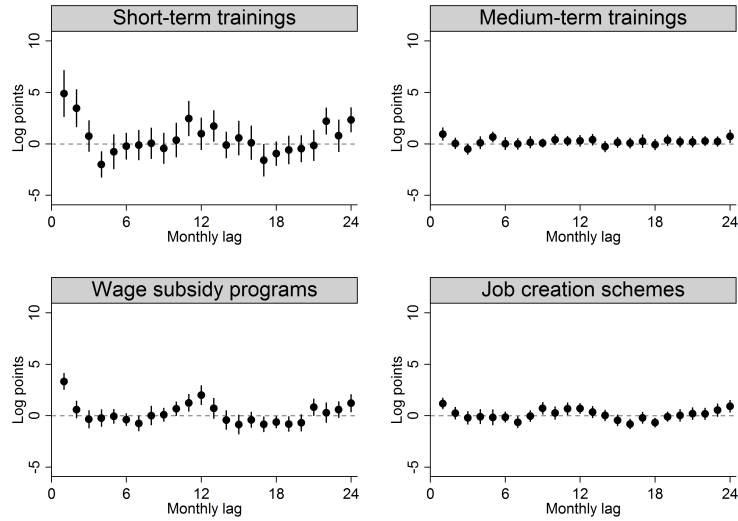 Short-term trainings
Medium-term trainings
10
5
0
-5
Log points
0 6 12 18 24
Monthly lag
10
5
0
-5
Log points
0 6 12 18 24
Monthly lag
Wage subsidy programs
Job creation schemes
10
5
0
-5
Log points
0 6 12 18 24
Monthly lag
10
5
0
-5
Log points
0 6 12 18 24
Monthly lag